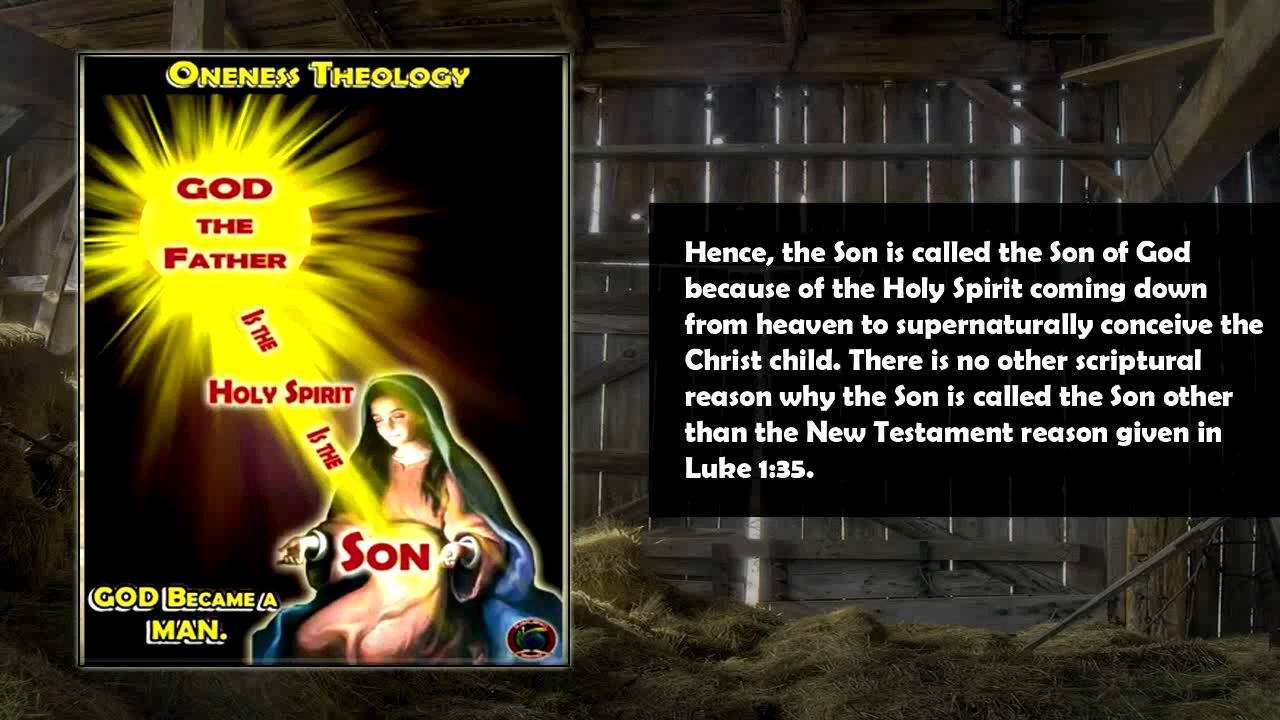 Oneness Theology
GOD
THE
FATHER
Is THE
HOLY SPIRIT
Is THE
SON
GOD BECAME A
MAN.
Hence, the Son is called the Son of God
because of the Holy Spirit coming down
from heaven to supernaturally conceive the
Christ child. There is no other scriptural
reason why the Son is called the Son other
than the New Testament reason given in
Luke 1:35.